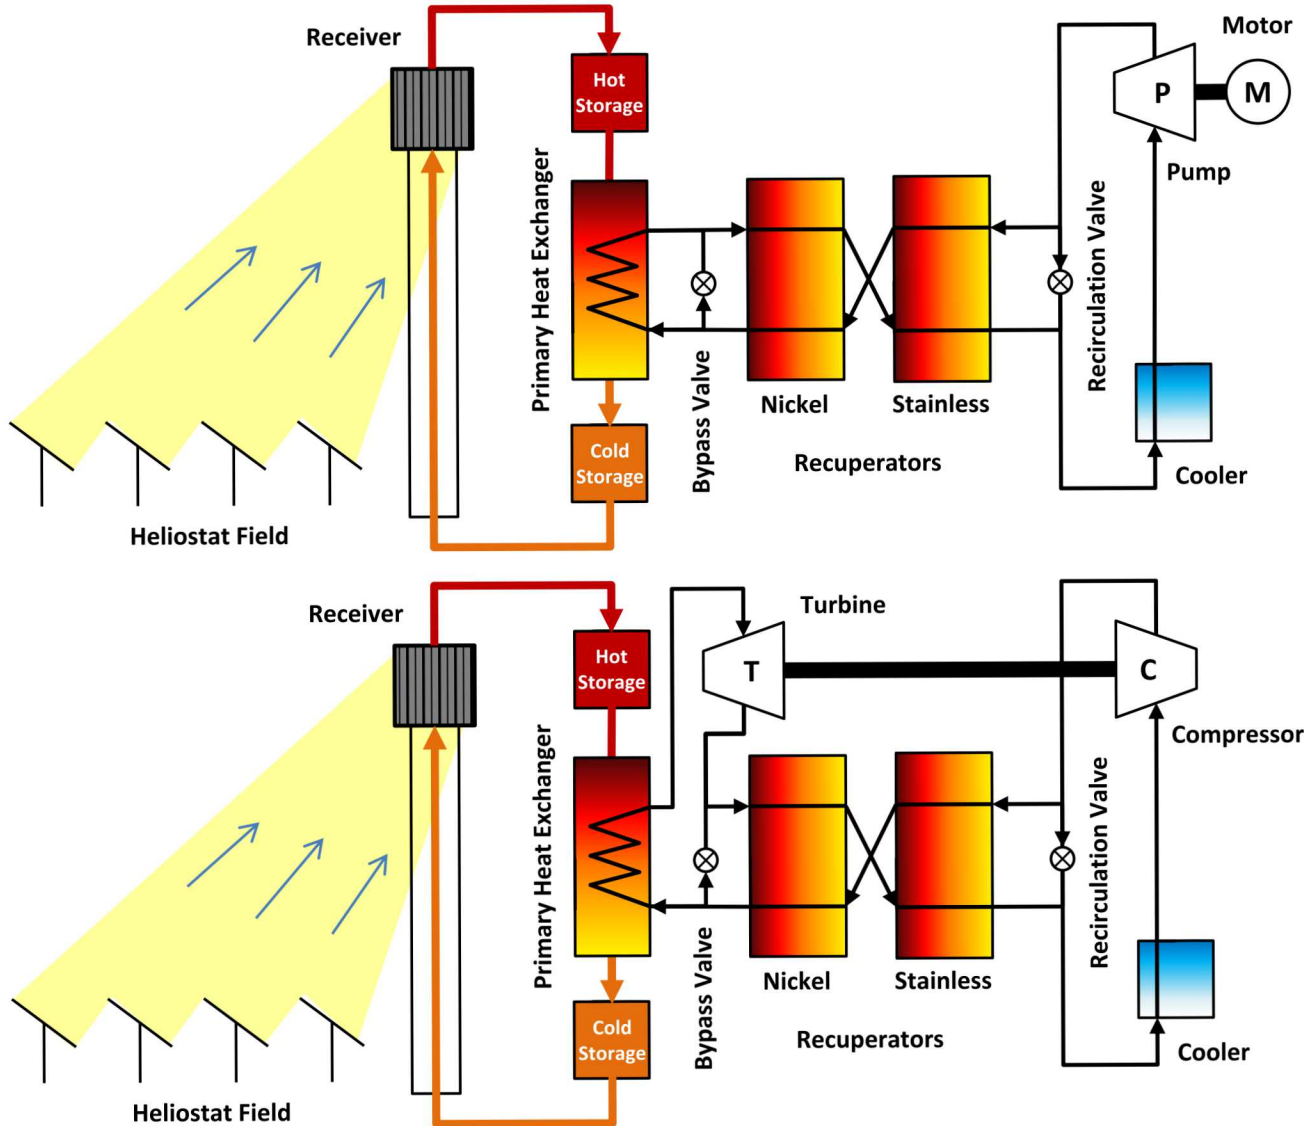 Motor
Receiver
Hot
Storage
P
M
Pump
Primary Heat Exchanger
Recirculation Valve
Bypass Valve
Nickel
Stainless
Cold
Storage
Recuperators
Cooler
Heliostat Field
Receiver
Turbine
Hot
Storage
T
C
Compressor
Primary Heat Exchanger
Recirculation Valve
Bypass Valve
Nickel
Stainless
Cold
Storage
Recuperators
Cooler
Heliostat Field